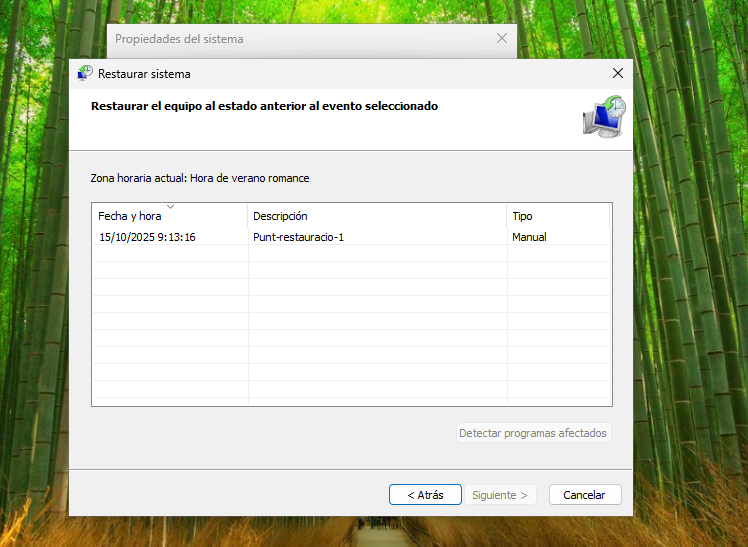 Propiedades del sistema
Restaurar sistema
Restaurar el equipo al estado anterior al evento seleccionado
Zona horaria actual: Hora de verano romance
Fecha y hora Descripción Tipo
15/10/2025 9:13:16 Punt-restauracio-1 Manual
Detectar programas afectados
< Atrás Siguiente > Cancelar